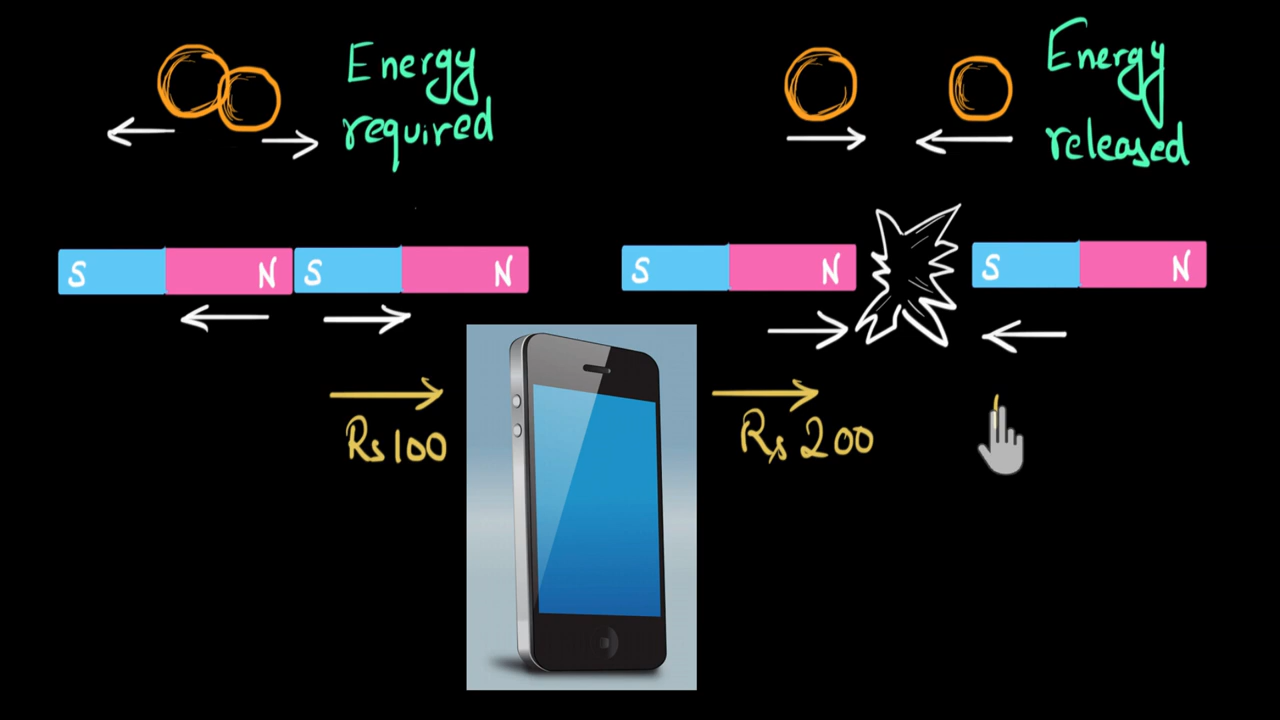 Energy
required
Energy
released
S N S N
S N S N
Rs 100
Rs 200